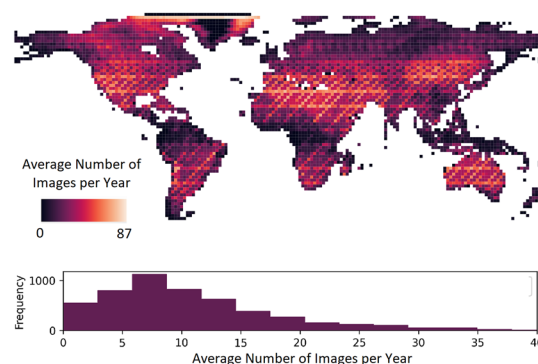 Average Number of
Images per Year
0 87
Frequency
1000
0
0 5 10 15 20 25 30 35 40
Average Number of Images per Year